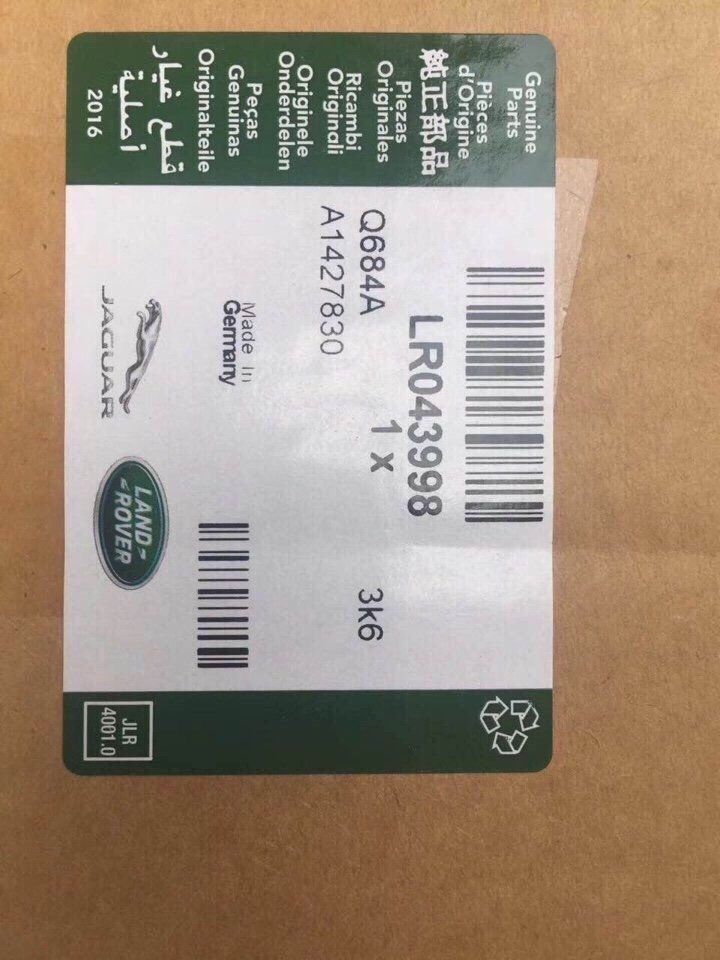 Genuine
Parts
Pièces
d'Origine
純正部品
Piezas
Originales
Ricambi
Originali
Originele
Onderdelen
Peças
Genuinas
Originalteile
قطع غيار
أصلية
2016
LR043998
1 x
Q684A
3k6
A1427830
Made In
Germany
JAGUAR
LAND
ROVER
JLR
4001.0